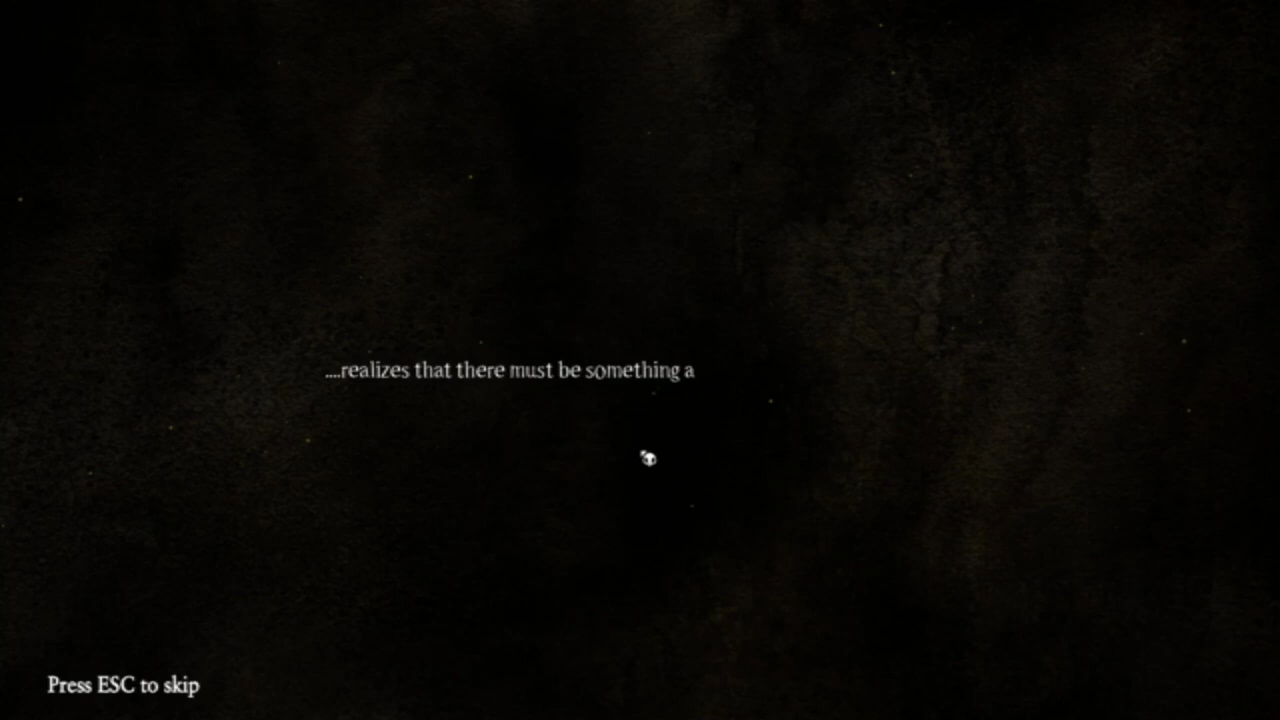 ....realizes that there must be something a
Press ESC to skip